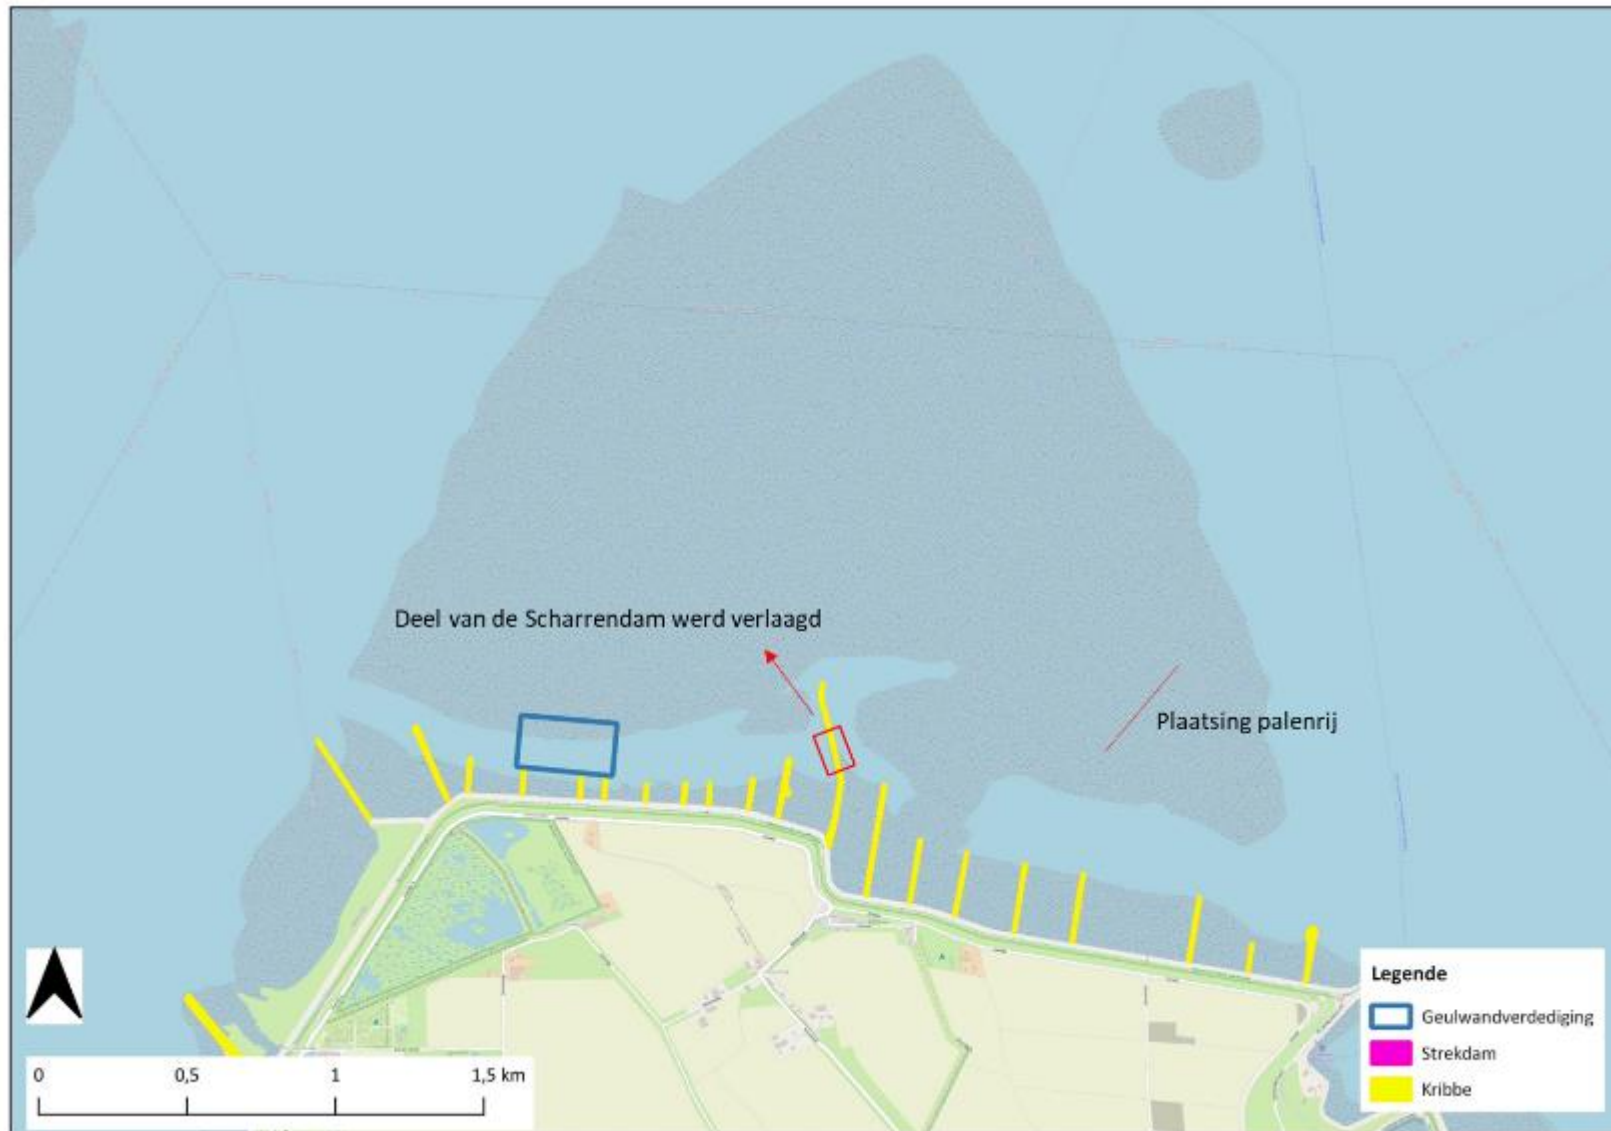 Deel van de Scharrendam werd verlaagd
Plaatsing palenrij
Legende
Geulwandverdediging
Strekdam
Kribbe
0 0,5 1 1,5 km